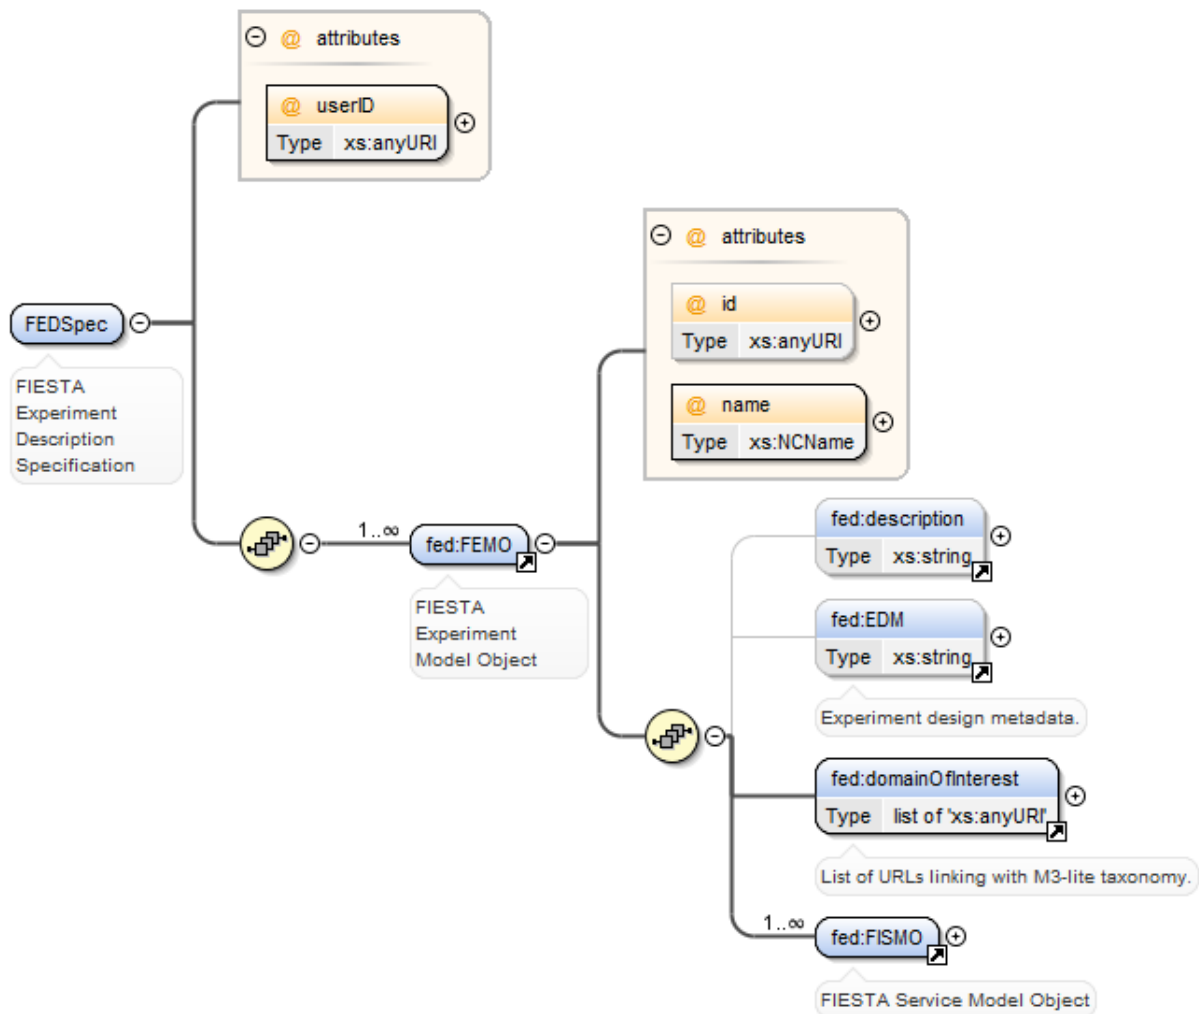 @ attributes
@ userID
Type xs:anyURI
@ attributes
@ id
Type xs:anyURI
@ name
Type xs:NCName
FEDSpec
FIESTA
Experiment
Description
Specification
1..∞
fed:FEMO
FIESTA
Experiment
Model Object
fed:description
Type xs:string
fed:EDM
Type xs:string
Experiment design metadata.
fed:domainOfInterest
Type list of 'xs:anyURI'
List of URLs linking with M3-lite taxonomy.
1..∞
fed:FISMO
FIESTA Service Model Object